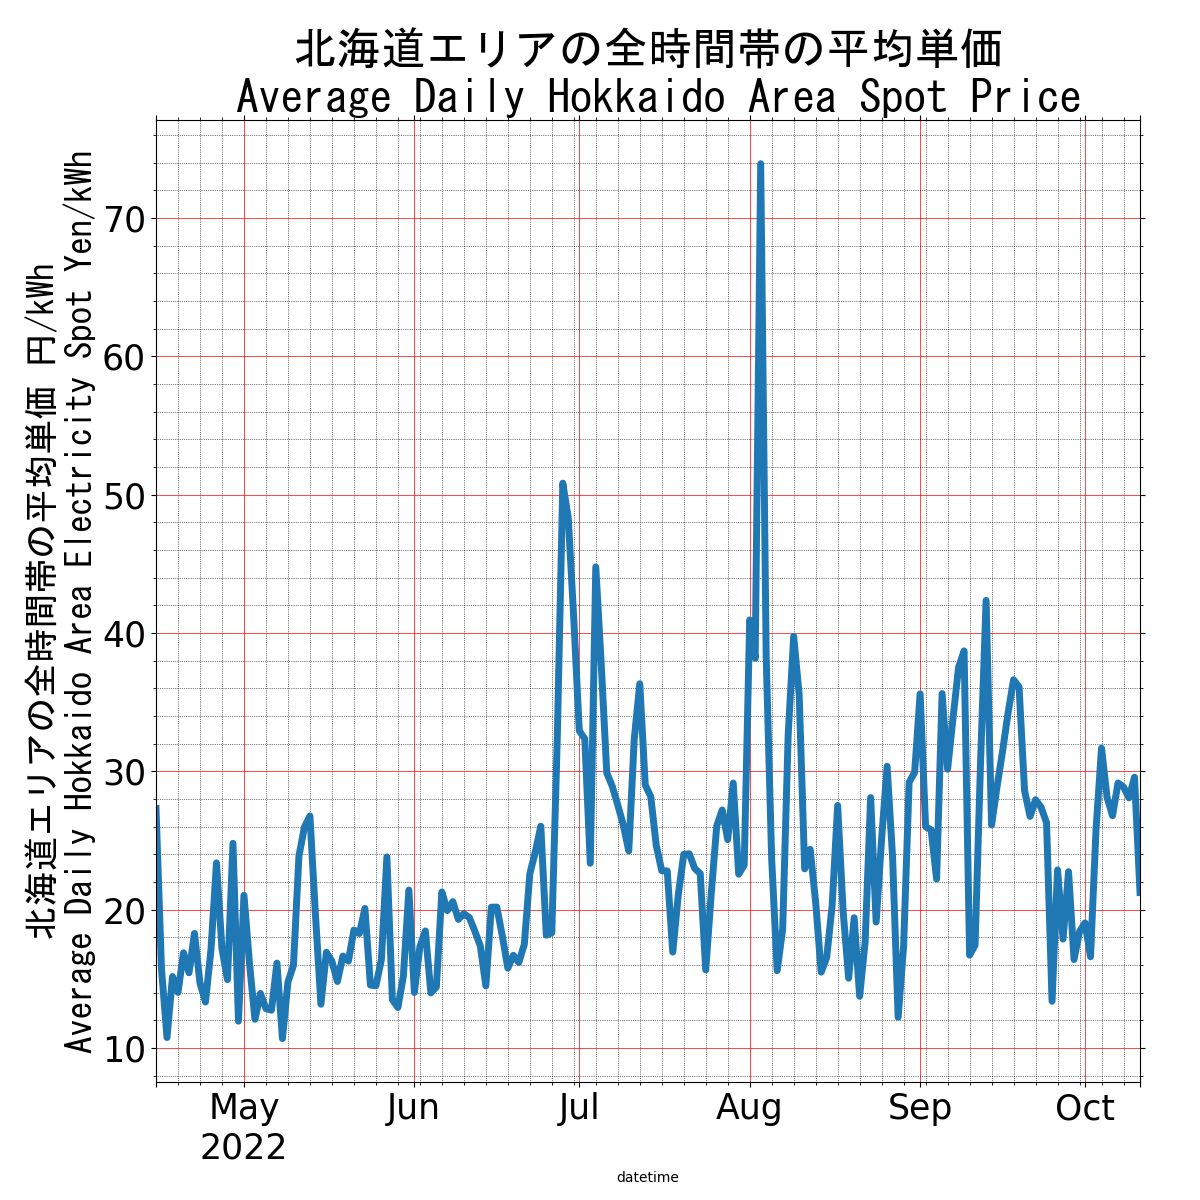 北海道エリアの全時間帯の平均単価
Average Daily Hokkaido Area Spot Price
北海道エリアの全時間帯の平均単価 円/kWh
Average Daily Hokkaido Area Electricity Spot Yen/kWh
70
60
50
40
30
20
10
May Jun Jul Aug Sep Oct
2022
datetime